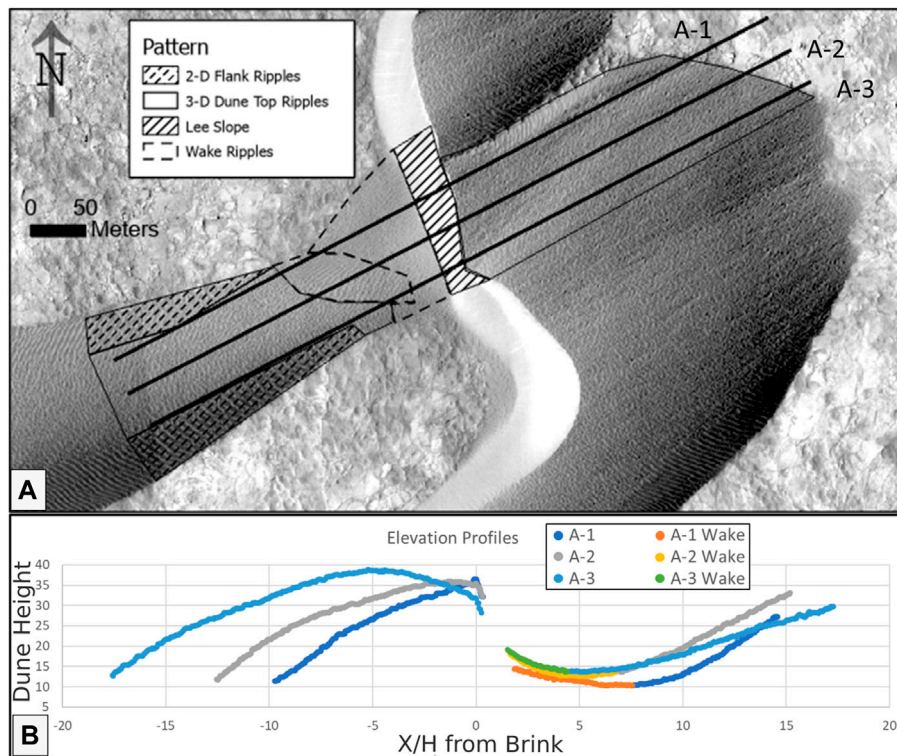 N
Pattern
2-D Flank Ripples
3-D Dune Top Ripples
Lee Slope
Wake Ripples
0 50
Meters
A-1
A-2
A-3
A
Elevation Profiles
A-1 A-1 Wake
A-2 A-2 Wake
A-3 A-3 Wake
Dune Height
40
35
30
25
20
15
10
5
-20 -15 -10 -5 0 5 10 15 20
X/H from Brink
B